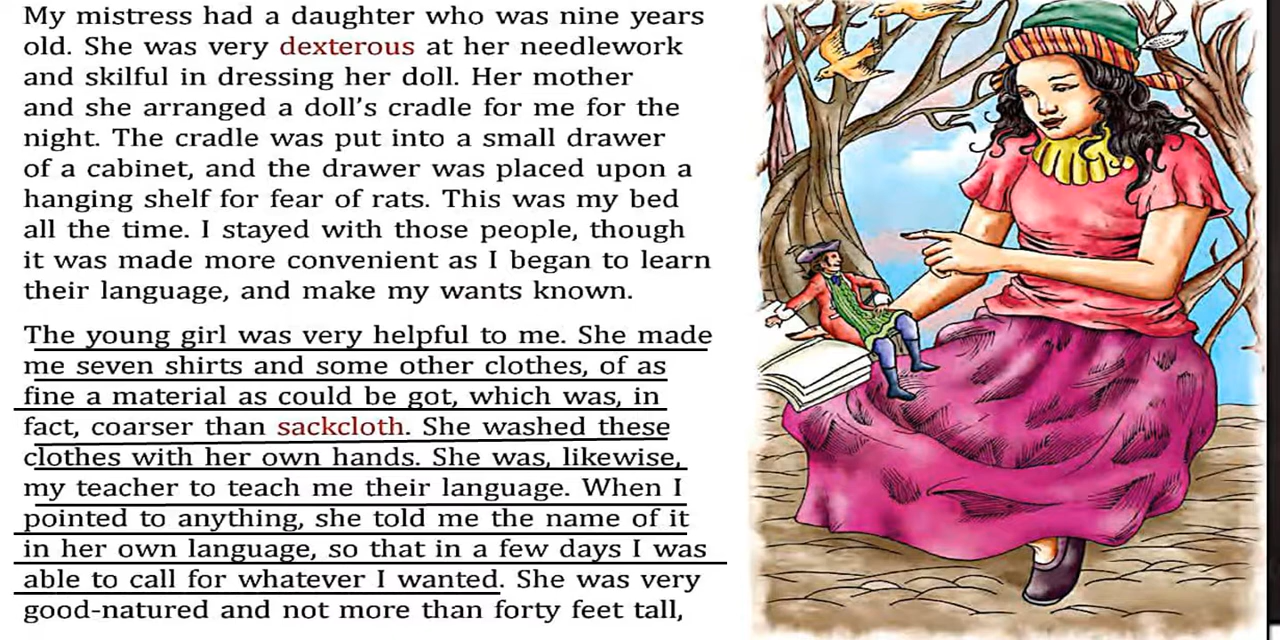 My mistress had a daughter who was nine years
old. She was very dexterous at her needlework
and skilful in dressing her doll. Her mother
and she arranged a doll's cradle for me for the
night. The cradle was put into a small drawer
of a cabinet, and the drawer was placed upon a
hanging shelf for fear of rats. This was my bed
all the time. I stayed with those people, though
it was made more convenient as I began to learn
their language, and make my wants known.
The young girl was very helpful to me. She made
me seven shirts and some other clothes, of as
fine a material as could be got, which was, in
fact, coarser than sackcloth. She washed these
clothes with her own hands. She was, likewise,
my teacher to teach me their language. When I
pointed to anything, she told me the name of it
in her own language, so that in a few days I was
able to call for whatever I wanted. She was very
good-natured and not more than forty feet tall,